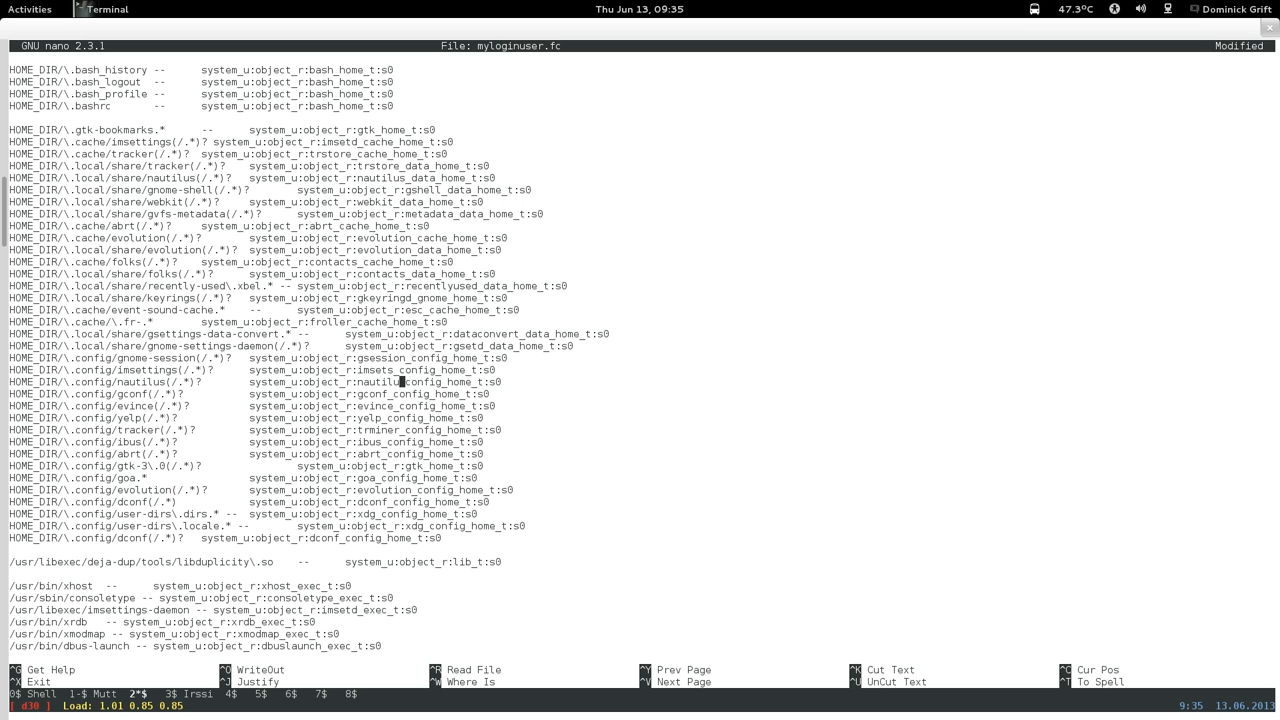 Activities Terminal Thu Jun 13, 09:35 47.3°C Dominick Grift
GNU nano 2.3.1 File: myloginuser.fc Modified
HOME_DIR/\.bash_history -- system_u:object_r:bash_home_t:s0
HOME_DIR/\.bash_logout -- system_u:object_r:bash_home_t:s0
HOME_DIR/\.bash_profile -- system_u:object_r:bash_home_t:s0
HOME_DIR/\.bashrc -- system_u:object_r:bash_home_t:s0
HOME_DIR/\.gtk-bookmarks.* -- system_u:object_r:gtk_home_t:s0
HOME_DIR/\.cache/imsettings(/.*)? system_u:object_r:imsetd_cache_home_t:s0
HOME_DIR/\.cache/tracker(/.*)? system_u:object_r:trstore_cache_home_t:s0
HOME_DIR/\.local/share/tracker(/.*)? system_u:object_r:trstore_data_home_t:s0
HOME_DIR/\.local/share/nautilus(/.*)? system_u:object_r:nautilus_data_home_t:s0
HOME_DIR/\.local/share/gnome-shell(/.*)? system_u:object_r:gshell_data_home_t:s0
HOME_DIR/\.local/share/webkit(/.*)? system_u:object_r:webkit_data_home_t:s0
HOME_DIR/\.local/share/gvfs-metadata(/.*)? system_u:object_r:metadata_data_home_t:s0
HOME_DIR/\.cache/abrt(/.*)? system_u:object_r:abrt_cache_home_t:s0
HOME_DIR/\.cache/evolution(/.*)? system_u:object_r:evolution_cache_home_t:s0
HOME_DIR/\.local/share/evolution(/.*)? system_u:object_r:evolution_data_home_t:s0
HOME_DIR/\.cache/folks(/.*)? system_u:object_r:contacts_cache_home_t:s0
HOME_DIR/\.local/share/folks(/.*)? system_u:object_r:contacts_data_home_t:s0
HOME_DIR/\.local/share/recently-used\.xbel.* -- system_u:object_r:recentlyused_data_home_t:s0
HOME_DIR/\.local/share/keyrings(/.*)? system_u:object_r:gkeyringd_gnome_home_t:s0
HOME_DIR/\.cache/event-sound-cache.* -- system_u:object_r:esc_cache_home_t:s0
HOME_DIR/\.cache/\.fr-.* system_u:object_r:froller_cache_home_t:s0
HOME_DIR/\.local/share/gsettings-data-convert.* -- system_u:object_r:dataconvert_data_home_t:s0
HOME_DIR/\.local/share/gnome-settings-daemon(/.*)? system_u:object_r:gsetd_data_home_t:s0
HOME_DIR/\.config/gnome-session(/.*)? system_u:object_r:gsession_config_home_t:s0
HOME_DIR/\.config/imsettings(/.*)? system_u:object_r:imsets_config_home_t:s0
HOME_DIR/\.config/nautilus(/.*)? system_u:object_r:nautilu_config_home_t:s0
HOME_DIR/\.config/gconf(/.*)? system_u:object_r:gconf_config_home_t:s0
HOME_DIR/\.config/evince(/.*)? system_u:object_r:evince_config_home_t:s0
HOME_DIR/\.config/yelp(/.*)? system_u:object_r:yelp_config_home_t:s0
HOME_DIR/\.config/tracker(/.*)? system_u:object_r:trminer_config_home_t:s0
HOME_DIR/\.config/ibus(/.*)? system_u:object_r:ibus_config_home_t:s0
HOME_DIR/\.config/abrt(/.*)? system_u:object_r:abrt_config_home_t:s0
HOME_DIR/\.config/gtk-3\.0(/.*)? system_u:object_r:gtk_home_t:s0
HOME_DIR/\.config/goa.* system_u:object_r:goa_config_home_t:s0
HOME_DIR/\.config/evolution(/.*)? system_u:object_r:evolution_config_home_t:s0
HOME_DIR/\.config/dconf(/.*) system_u:object_r:dconf_config_home_t:s0
HOME_DIR/\.config/user-dirs\.dirs.* -- system_u:object_r:xdg_config_home_t:s0
HOME_DIR/\.config/user-dirs\.locale.* -- system_u:object_r:xdg_config_home_t:s0
HOME_DIR/\.config/dconf(/.*)? system_u:object_r:dconf_config_home_t:s0
/usr/libexec/deja-dup/tools/libduplicity\.so -- system_u:object_r:lib_t:s0
/usr/bin/xhost -- system_u:object_r:xhost_exec_t:s0
/usr/sbin/consoletype -- system_u:object_r:consoletype_exec_t:s0
/usr/libexec/imsettings-daemon -- system_u:object_r:imsetd_exec_t:s0
/usr/bin/xrdb -- system_u:object_r:xrdb_exec_t:s0
/usr/bin/xmodmap -- system_u:object_r:xmodmap_exec_t:s0
/usr/bin/dbus-launch -- system_u:object_r:dbuslaunch_exec_t:s0
^G Get Help ^O WriteOut ^R Read File ^Y Prev Page ^K Cut Text ^C Cur Pos
^X Exit ^J Justify ^W Where Is ^V Next Page ^U UnCut Text ^T To Spell
0$ Shell 1-$ Mutt 2*$ 3$ Irssi 4$ 5$ 6$ 7$ 8$
[ d30 ] Load: 1.01 0.85 0.85 9:35 13.06.2013